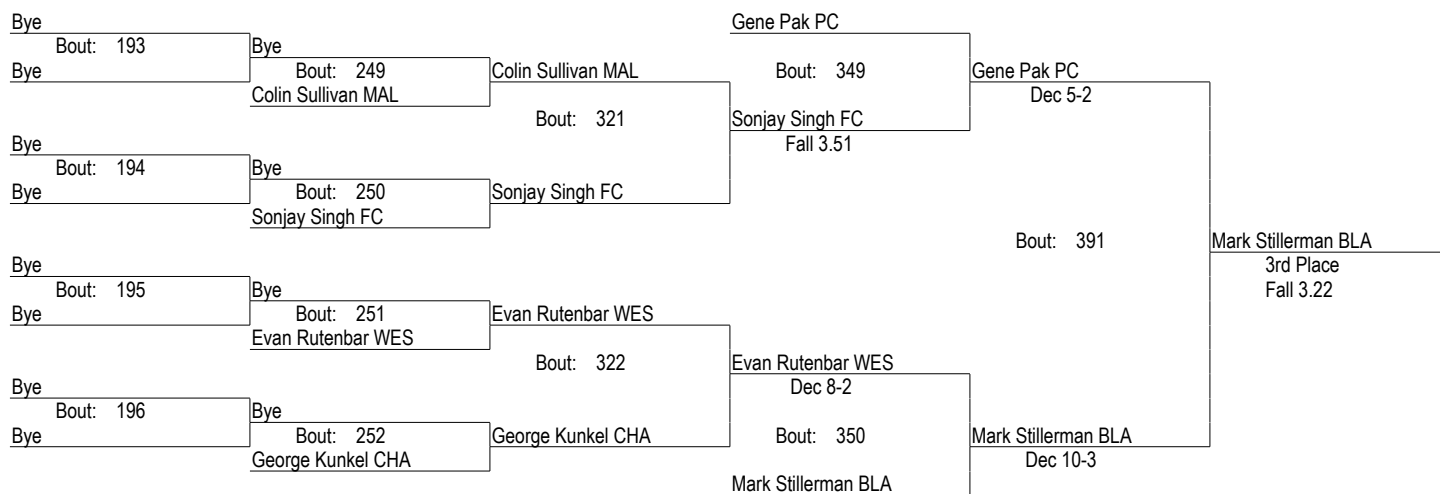 Bye
Gene Pak PC
Bout: 193
Bye
Bye
Bout: 249
Colin Sullivan MAL
Bout: 349
Gene Pak PC
Colin Sullivan MAL
Dec 5-2
Bout: 321
Sonjay Singh FC
Fall 3.51
Bye
Bout: 194
Bye
Bye
Bout: 250
Sonjay Singh FC
Sonjay Singh FC
Bout: 391
Mark Stillerman BLA
3rd Place
Fall 3.22
Bye
Bout: 195
Bye
Bye
Bout: 251
Evan Rutenbar WES
Evan Rutenbar WES
Bout: 322
Evan Rutenbar WES
Dec 8-2
Bye
Bout: 196
Bye
Bye
Bout: 252
George Kunkel CHA
Bout: 350
Mark Stillerman BLA
George Kunkel CHA
Dec 10-3
Mark Stillerman BLA